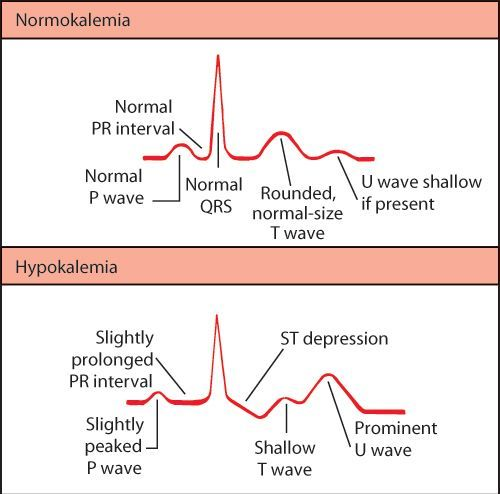 Normokalemia
Normal
PR interval
Normal
P wave
Normal
QRS
Rounded,
normal-size
T wave
U wave shallow
if present
Hypokalemia
Slightly
prolonged
PR interval
ST depression
Slightly
peaked
P wave
Shallow
T wave
Prominent
U wave